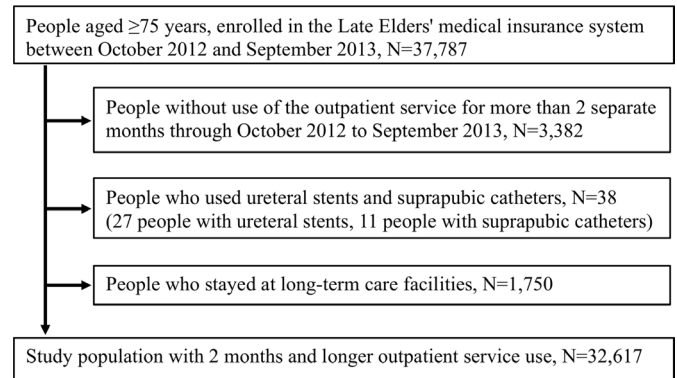 People aged ≥75 years, enrolled in the Late Elders' medical insurance system
between October 2012 and September 2013, N=37,787
People without use of the outpatient service for more than 2 separate
months through October 2012 to September 2013, N=3,382
People who used ureteral stents and suprapubic catheters, N=38
(27 people with ureteral stents, 11 people with suprapubic catheters)
People who stayed at long-term care facilities, N=1,750
Study population with 2 months and longer outpatient service use, N=32,617